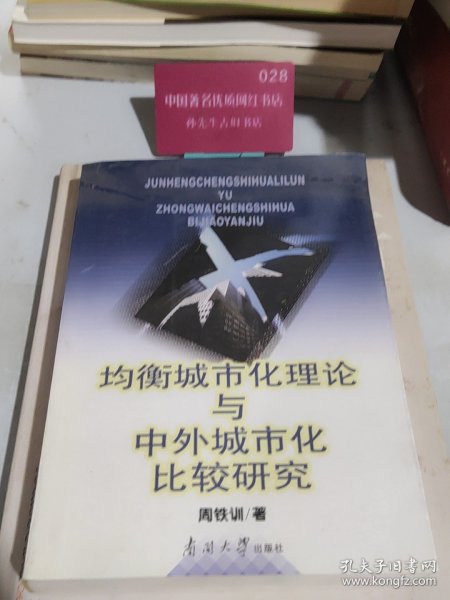 028
中国著名优质网红书店
孙先生古旧书店
JUNHENGCHENGSHIHUALILUN
YU
ZHONGWAICHENGSHIHUA
BIJIAOYANJIU
均衡城市化理论
与
中外城市化
比较研究
周铁训/著
南开大学出版社
孔夫子旧书网
www.kongfz.com